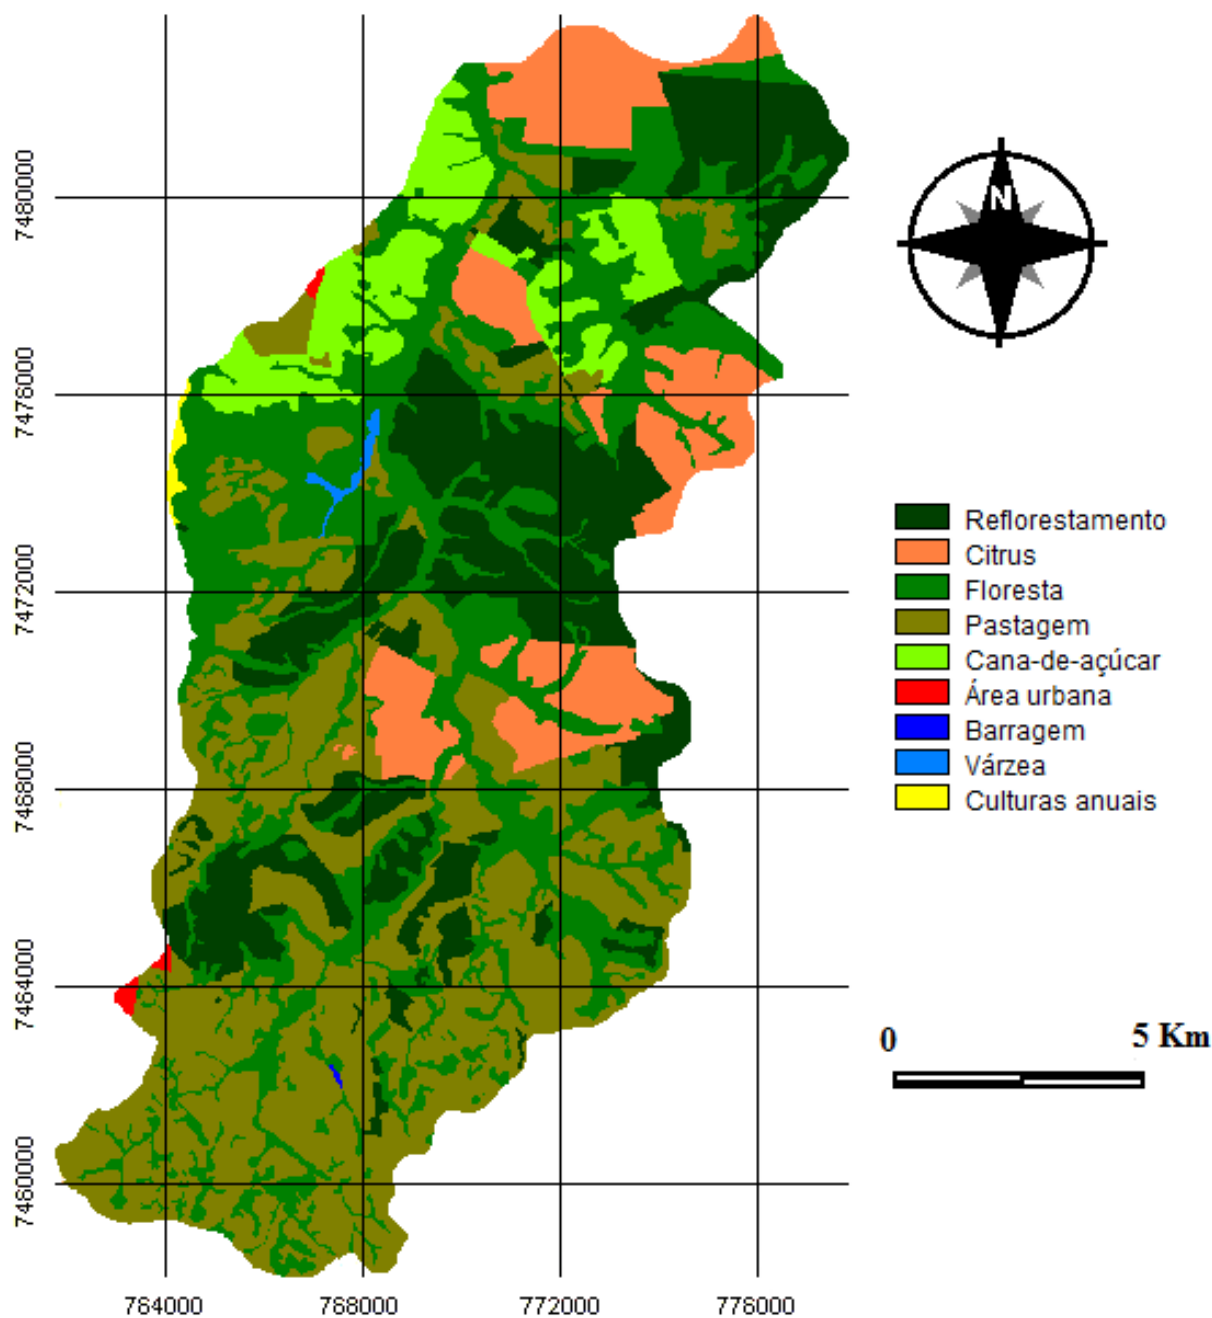 N
7480000
7476000
7472000
7468000
7464000
7460000
764000
768000
772000
778000
Reflorestamento
Citrus
Floresta
Pastagem
Cana-de-açúcar
Área urbana
Barragem
Várzea
Culturas anuais
0
5 Km